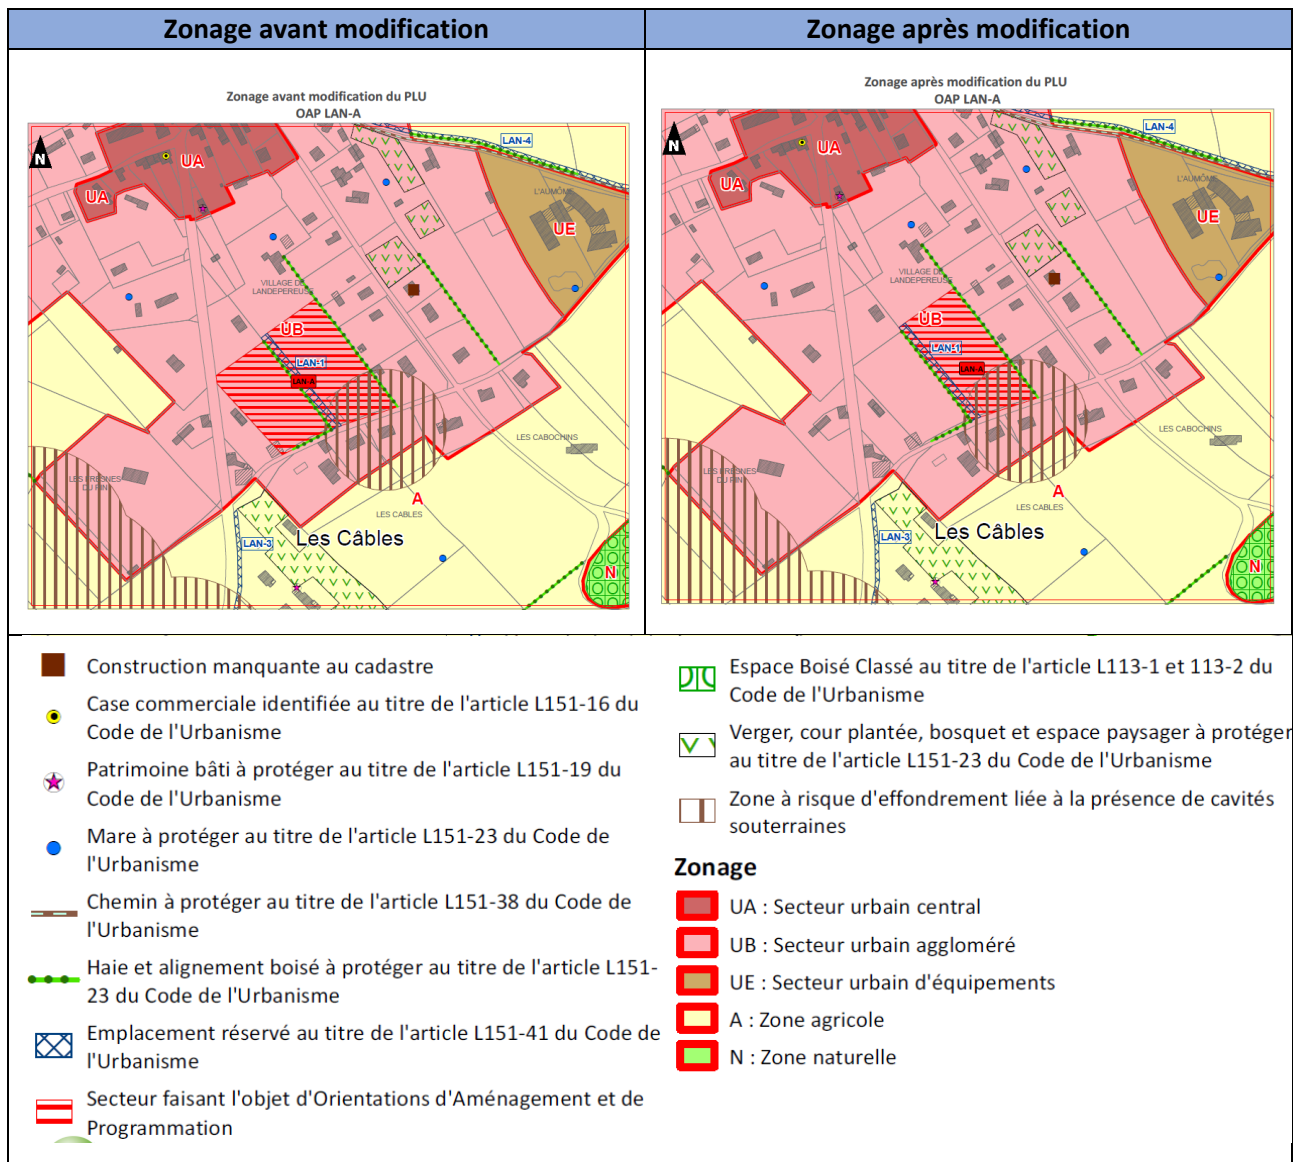 Zonage avant modification
Zonage après modification
Zonage avant modification du PLU
OAP LAN-A
N
UA
UA
LAN-4
L'AUMÔNE
UE
VILLAGE DE
LANDEPEREUSE
UB
LAN-1
LAN-A
LES CABOCHINS
LES FRESNES
DU PIN
A
LES CABLES
Les Câbles
LAN-3
N
Zonage après modification du PLU
OAP LAN-A
N
UA
UA
LAN-4
L'AUMÔNE
UE
VILLAGE DE
LANDEPEREUSE
UB
LAN-1
LAN-A
LES CABOCHINS
LES FRESNES
DU PIN
A
LES CABLES
Les Câbles
LAN-3
N
Construction manquante au cadastre
Case commerciale identifiée au titre de l'article L151-16 du
Code de l'Urbanisme
Patrimoine bâti à protéger au titre de l'article L151-19 du
Code de l'Urbanisme
Mare à protéger au titre de l'article L151-23 du Code de
l'Urbanisme
Chemin à protéger au titre de l'article L151-38 du Code de
l'Urbanisme
Haie et alignement boisé à protéger au titre de l'article L151-
23 du Code de l'Urbanisme
Emplacement réservé au titre de l'article L151-41 du Code de
l'Urbanisme
Secteur faisant l'objet d'Orientations d'Aménagement et de
Programmation
Espace Boisé Classé au titre de l'article L113-1 et 113-2 du
Code de l'Urbanisme
Verger, cour plantée, bosquet et espace paysager à protéger
au titre de l'article L151-23 du Code de l'Urbanisme
Zone à risque d'effondrement liée à la présence de cavités
souterraines
Zonage
UA : Secteur urbain central
UB : Secteur urbain aggloméré
UE : Secteur urbain d'équipements
A : Zone agricole
N : Zone naturelle